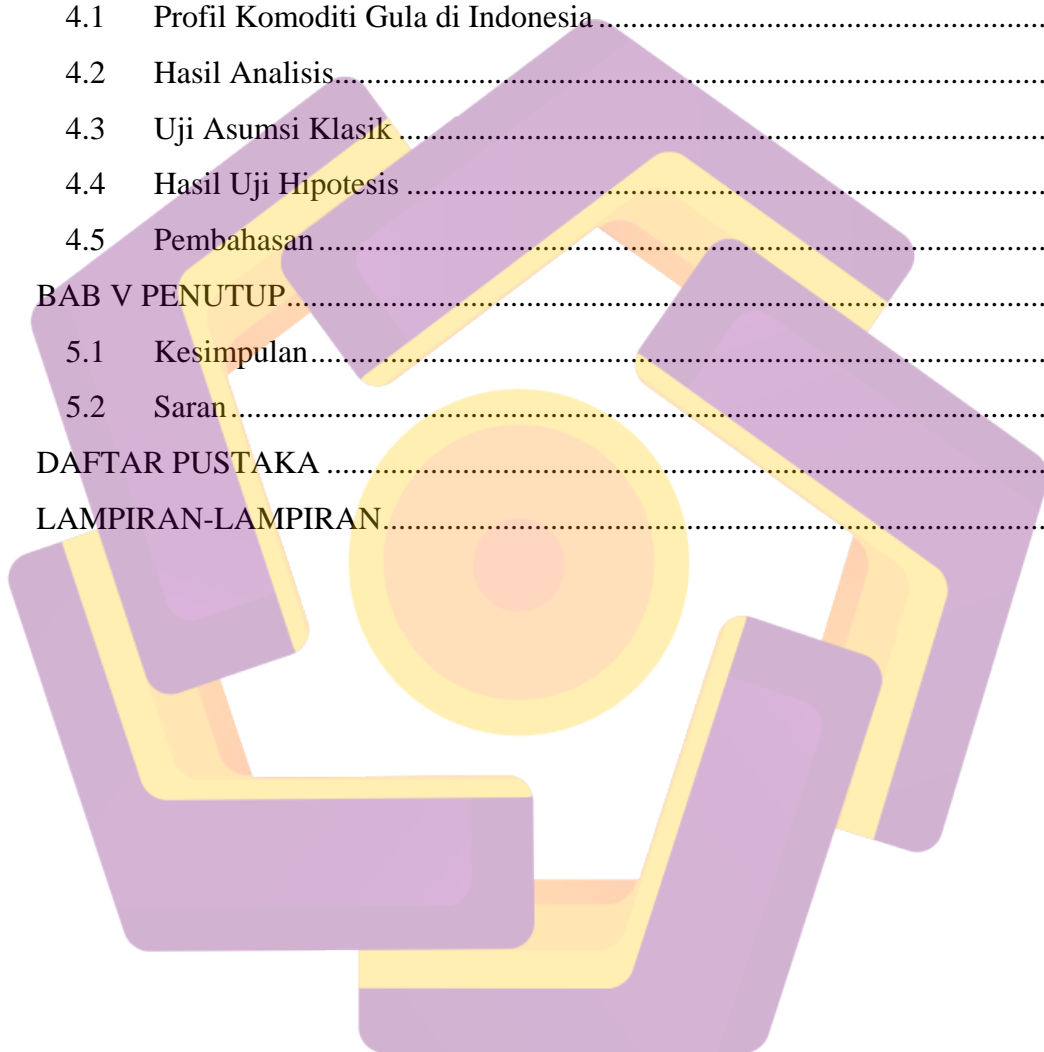 4.1 Profil Komoditi Gula di Indonesia ................................................................
4.2 Hasil Analisis ................................................................
4.3 Uji Asumsi Klasik ................................................................
4.4 Hasil Uji Hipotesis ................................................................
4.5 Pembahasan ................................................................
BAB V PENUTUP ................................................................
5.1 Kesimpulan ................................................................
5.2 Saran ................................................................
DAFTAR PUSTAKA ................................................................
LAMPIRAN-LAMPIRAN ................................................................